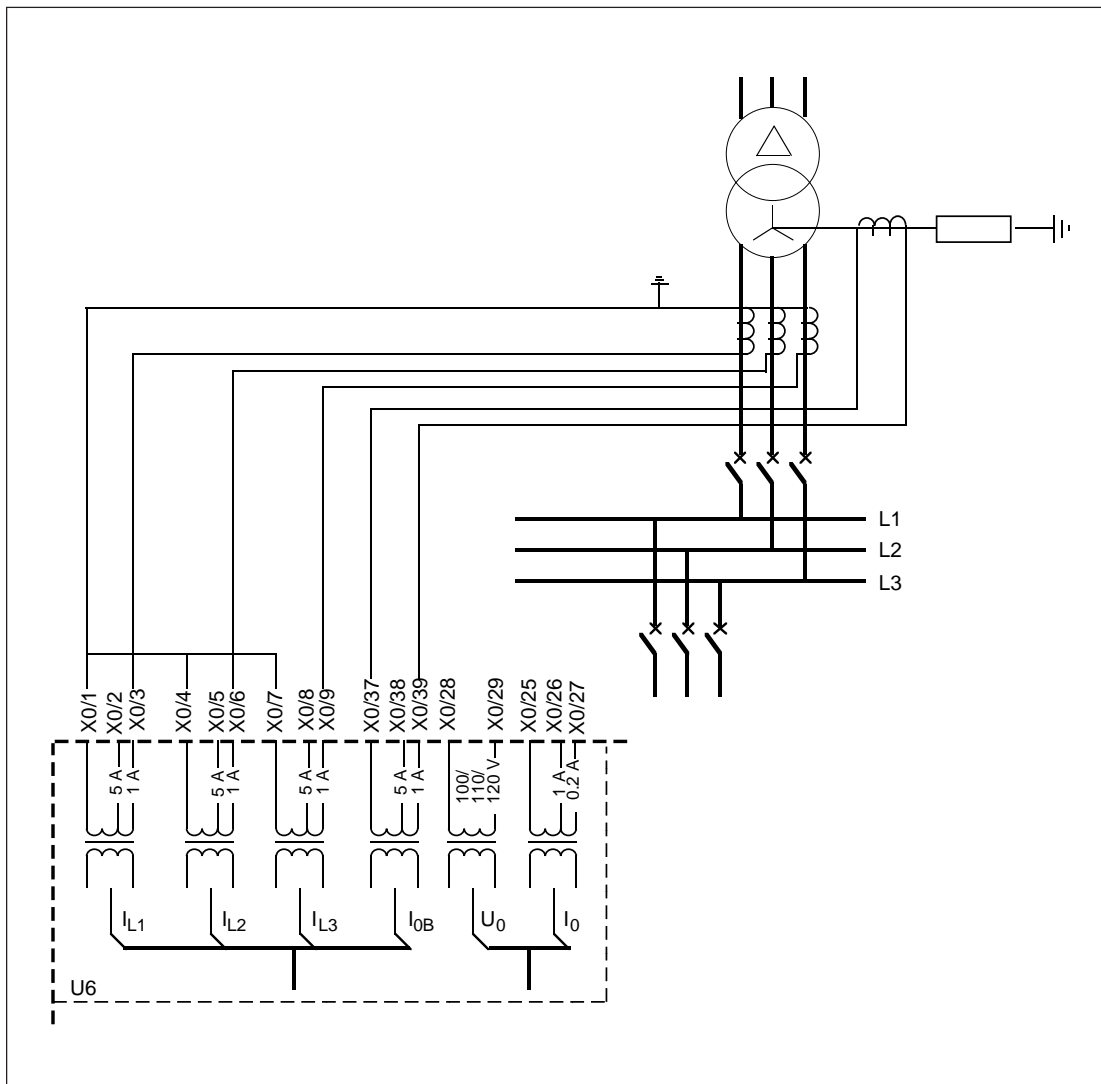 L1
L2
L3
X0/1
X0/2
X0/3
X0/4
X0/5
X0/6
X0/7
X0/8
X0/9
X0/37
X0/38
X0/39
X0/28
X0/29
X0/25
X0/26
X0/27
5 A
1 A
5 A
1 A
5 A
1 A
5 A
1 A
100/
110/
120 V
1 A
0.2 A
IL1
IL2
IL3
I0B
U0
I0
U6